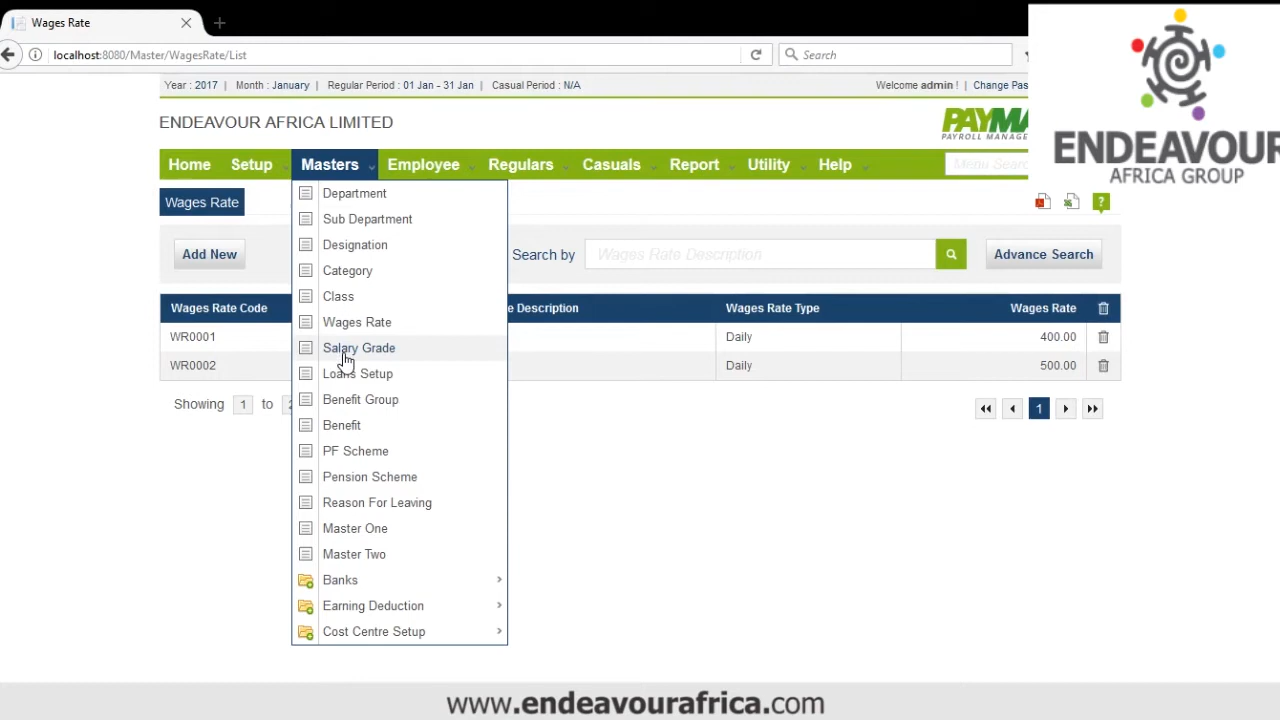 Wages Rate
localhost:8080/Master/WagesRate/List
Search
Year : 2017 | Month : January | Regular Period : 01 Jan - 31 Jan | Casual Period : N/A
Welcome admin ! | Change Pas
ENDEAVOUR AFRICA LIMITED
PAYMA
PAYROLL MANAGE
ENDEAVOUR
AFRICA GROUP
Home Setup Masters Employee Regulars Casuals Report Utility Help Menu Searc
Wages Rate
?
Add New
Search by Wages Rate Description Advance Search
Wages Rate Code e Description Wages Rate Type Wages Rate
WR0001 Daily 400.00
WR0002 Daily 500.00
Showing 1 to 2
1
Department
Sub Department
Designation
Category
Class
Wages Rate
Salary Grade
Loans Setup
Benefit Group
Benefit
PF Scheme
Pension Scheme
Reason For Leaving
Master One
Master Two
Banks
Earning Deduction
Cost Centre Setup
www.endeavourafrica.com